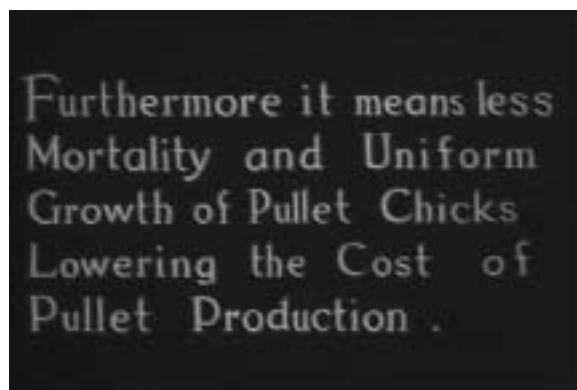 Furthermore it means less
Mortality and Uniform
Growth of Pullet Chicks
Lowering the Cost of
Pullet Production .